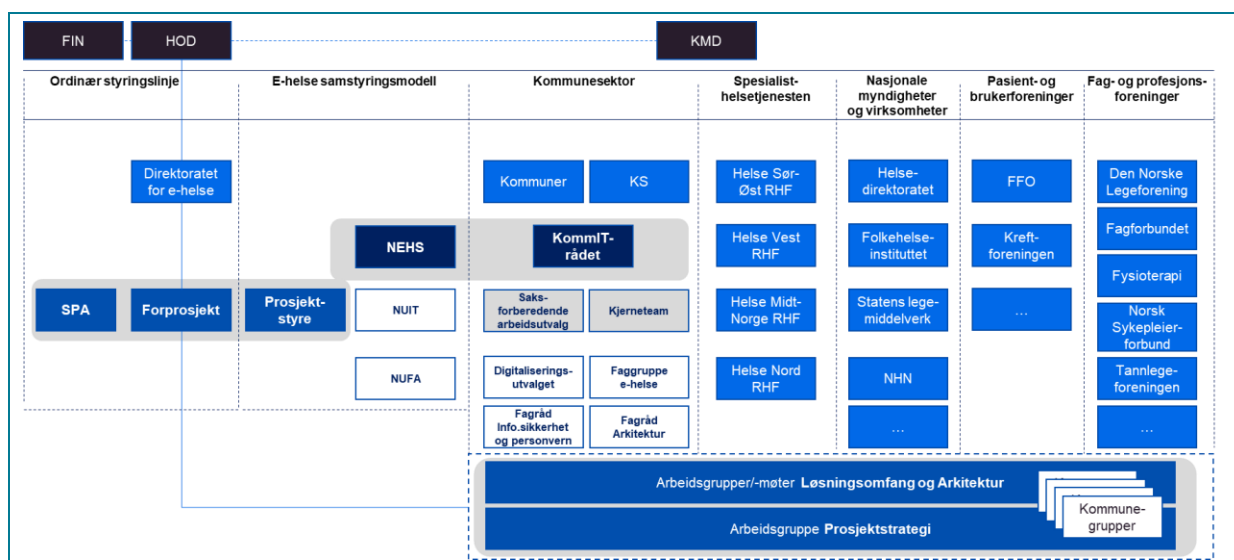 FIN
HOD
KMD
Ordinær styringslinje
E-helse samstyringsmodell
Kommunesektor
Spesialist-
helsetjenesten
Nasjonale
myndigheter
og virksomheter
Pasient- og
brukerforeninger
Fag- og profesjons-
foreninger
Direktoratet
for e-helse
Kommuner
KS
Helse Sør-
Øst RHF
Helse-
direktoratet
FFO
Den Norske
Legeforening
NEHS
KommIT-
rådet
Helse Vest
RHF
Folkehelse-
instituttet
Kreft-
foreningen
Fagforbundet
Fysioterapi
SPA
Forprosjekt
Prosjekt-
styre
NUIT
Saks-
forberedende
arbeidsutvalg
Kjerneteam
Helse Midt-
Norge RHF
Statens lege-
middelverk
...
Norsk
Sykepleier-
forbund
NUFA
Digitaliserings-
utvalget
Faggruppe
e-helse
Helse Nord
RHF
NHN
Tannlege-
foreningen
Fagråd
Info.sikkerhet
og personvern
Fagråd
Arkitektur
...
...
Arbeidsgrupper/-møter Løsningsomfang og Arkitektur
Arbeidsgruppe Prosjektstrategi
Kommune-
grupper